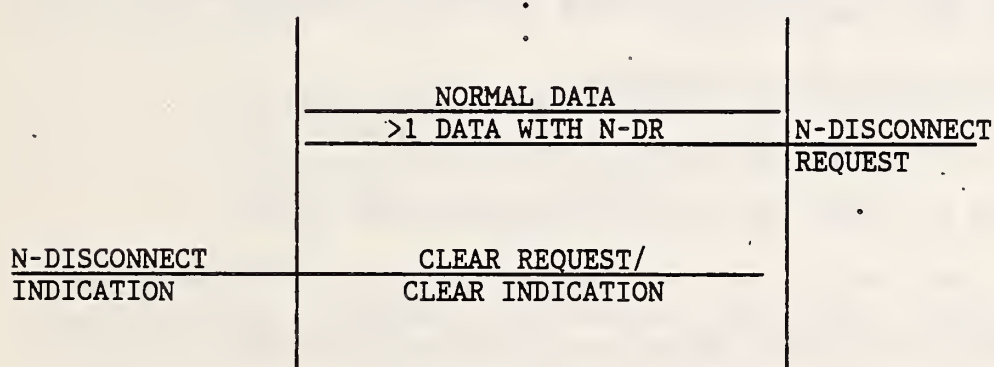 NORMAL DATA
>1 DATA WITH N-DR
N-DISCONNECT
REQUEST
N-DISCONNECT
INDICATION
CLEAR REQUEST/
CLEAR INDICATION